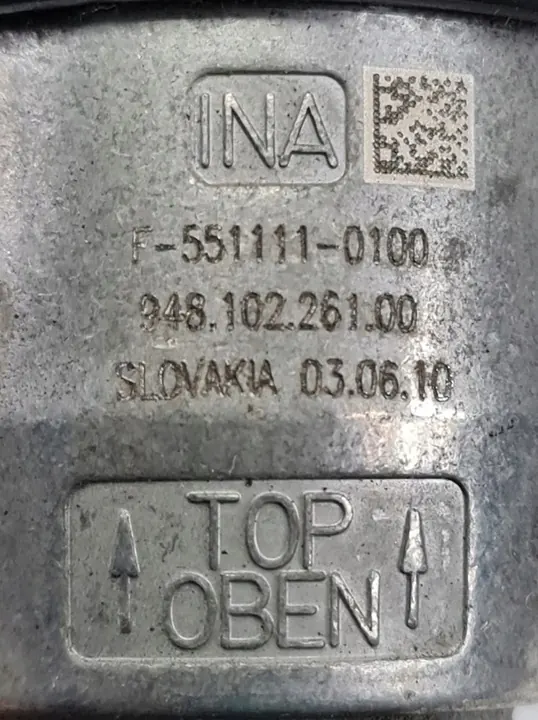 INA
F-551111-0100
948.102.261.00
SLOVAKIA 03.06.10
TOP
OBEN